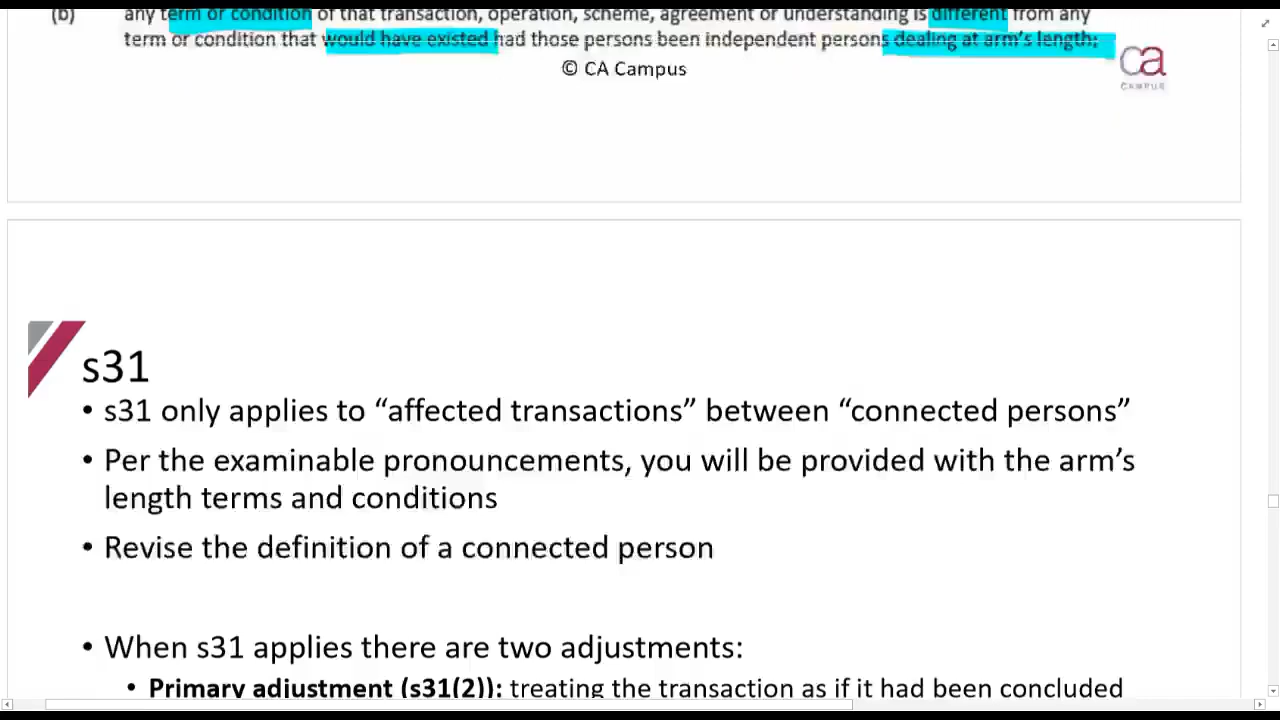 (b) any term or condition of that transaction, operation, scheme, agreement or understanding is different from any
term or condition that would have existed had those persons been independent persons dealing at arm's length;
© CA Campus
ca
CAMPUS
s31
• s31 only applies to “affected transactions” between “connected persons”
• Per the examinable pronouncements, you will be provided with the arm’s
length terms and conditions
• Revise the definition of a connected person
• When s31 applies there are two adjustments:
• Primary adjustment (s31(2)): treating the transaction as if it had been concluded